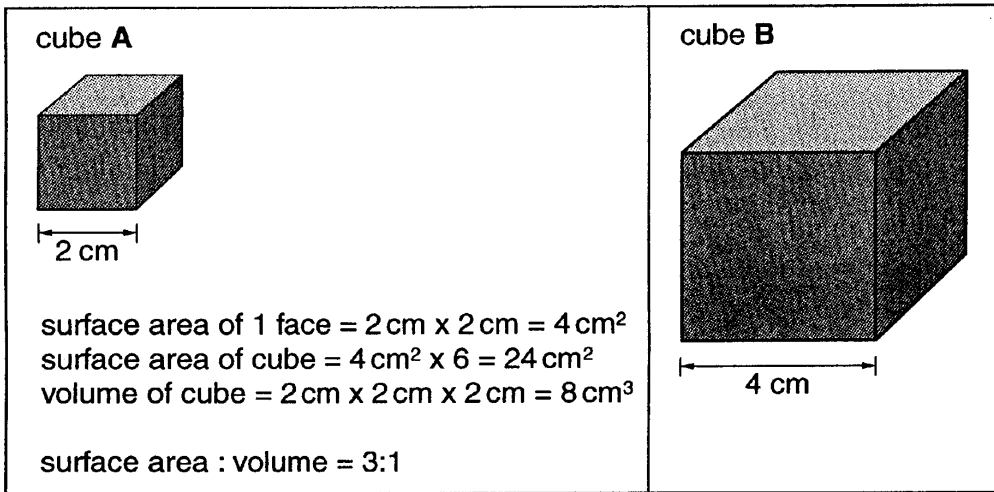 cube A
2 cm
surface area of 1 face = 2 cm x 2 cm = 4 cm²
surface area of cube = 4 cm² x 6 = 24 cm²
volume of cube = 2 cm x 2 cm x 2 cm = 8 cm³
surface area : volume = 3:1
cube B
4 cm